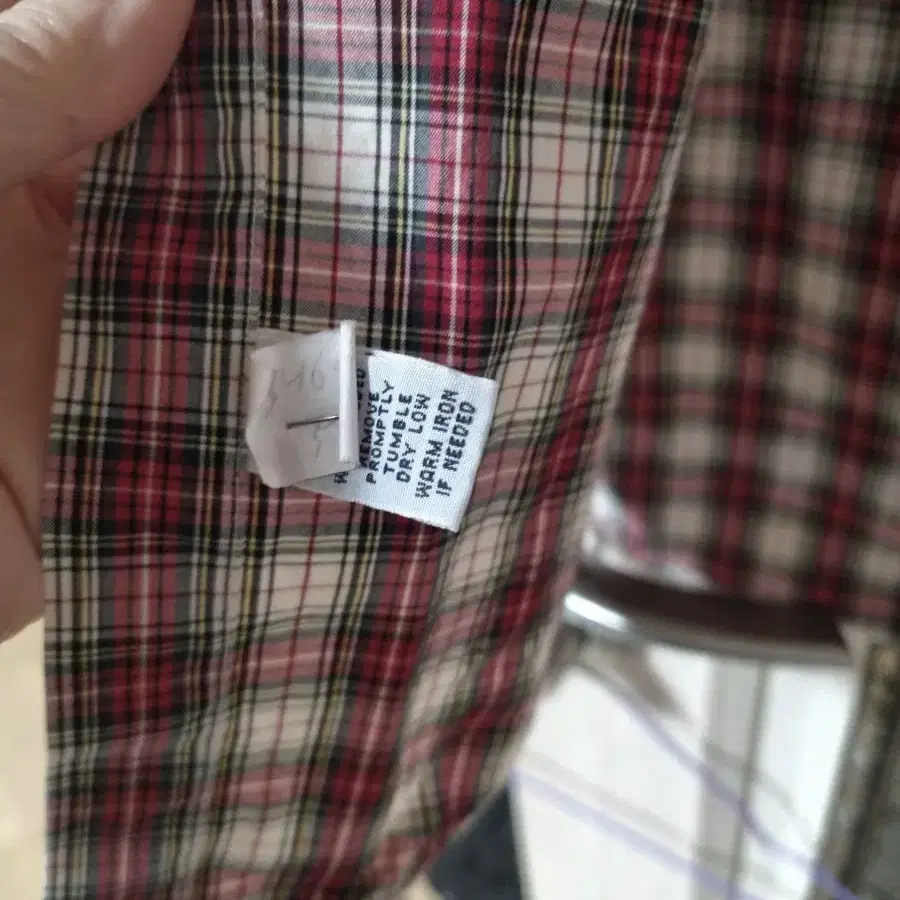 REMOVE
PROMPTLY
TUMBLE
DRY LOW
WARM IRON
IF NEEDED